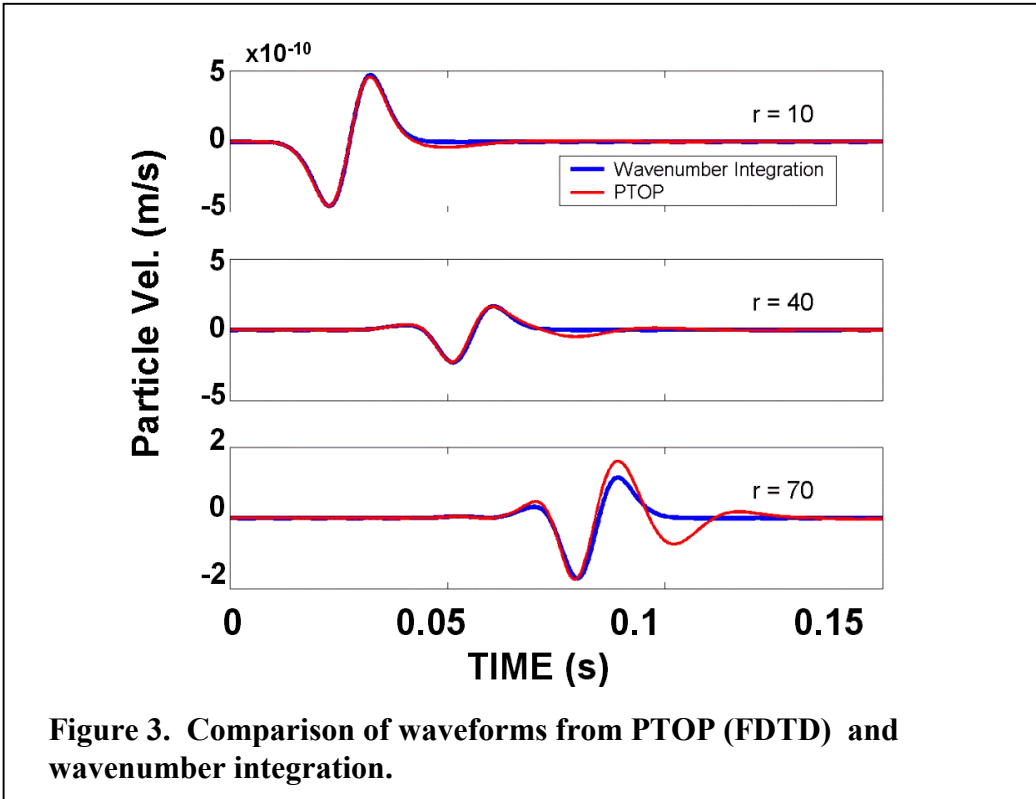 x10-10
5
0
-5
r = 10
Wavenumber Integration
PTOP
5
0
-5
r = 40
2
0
-2
r = 70
Particle Vel. (m/s)
0 0.05 0.1 0.15
TIME (s)
Figure 3. Comparison of waveforms from PTOP (FDTD) and
wavenumber integration.